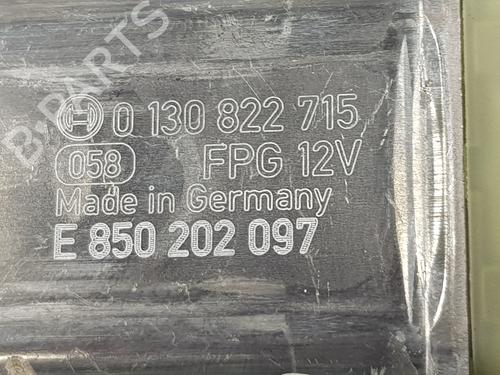 0 130 822 715
058 FPG 12V
Made in Germany
E 850 202 097
B-PARTS